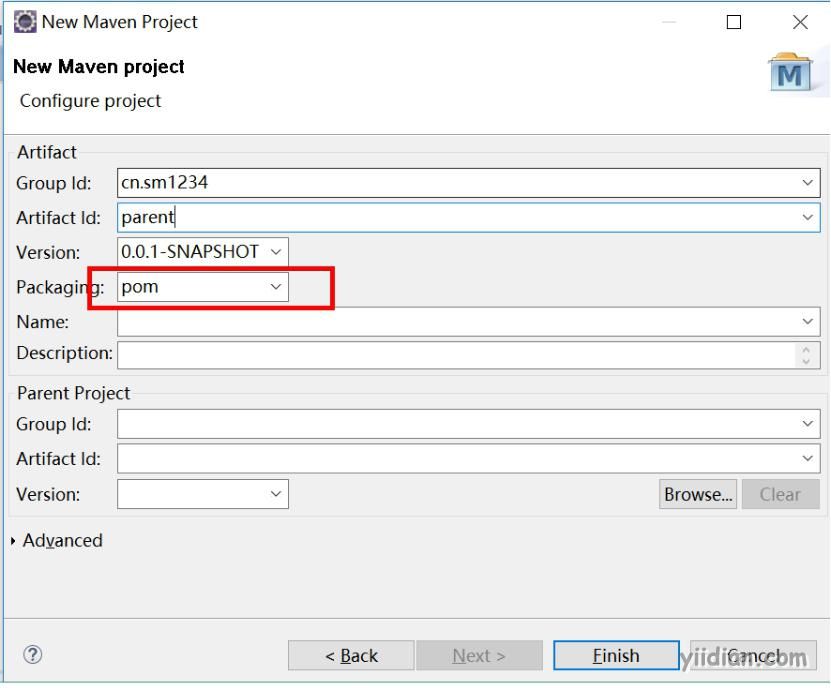 New Maven Project
New Maven project
Configure project
M
Artifact
Group Id: cn.sm1234
Artifact Id: parent
Version: 0.0.1-SNAPSHOT
Packaging: pom
Name:
Description:
Parent Project
Group Id:
Artifact Id:
Version: Browse... Clear
Advanced
? < Back Next > Finish Cancel
yiidian.com